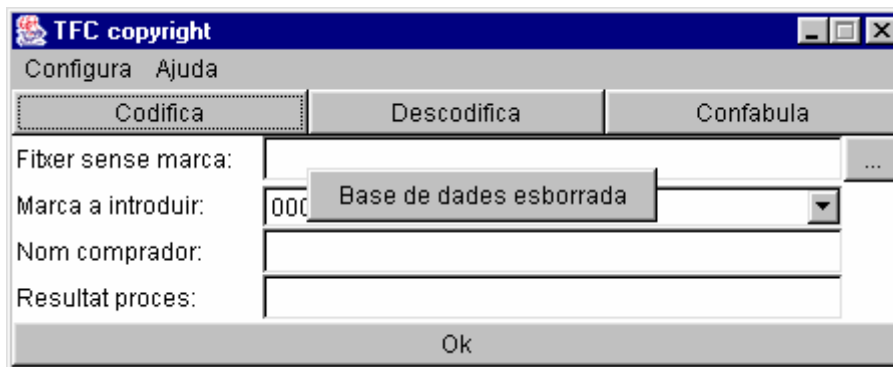 TFC copyright
Configura Ajuda
Codifica Descodifica Confabula
Fitxer sense marca: ...
Base de dades esborrada
Marca a introduir: 000
Nom comprador:
Resultat proces:
Ok